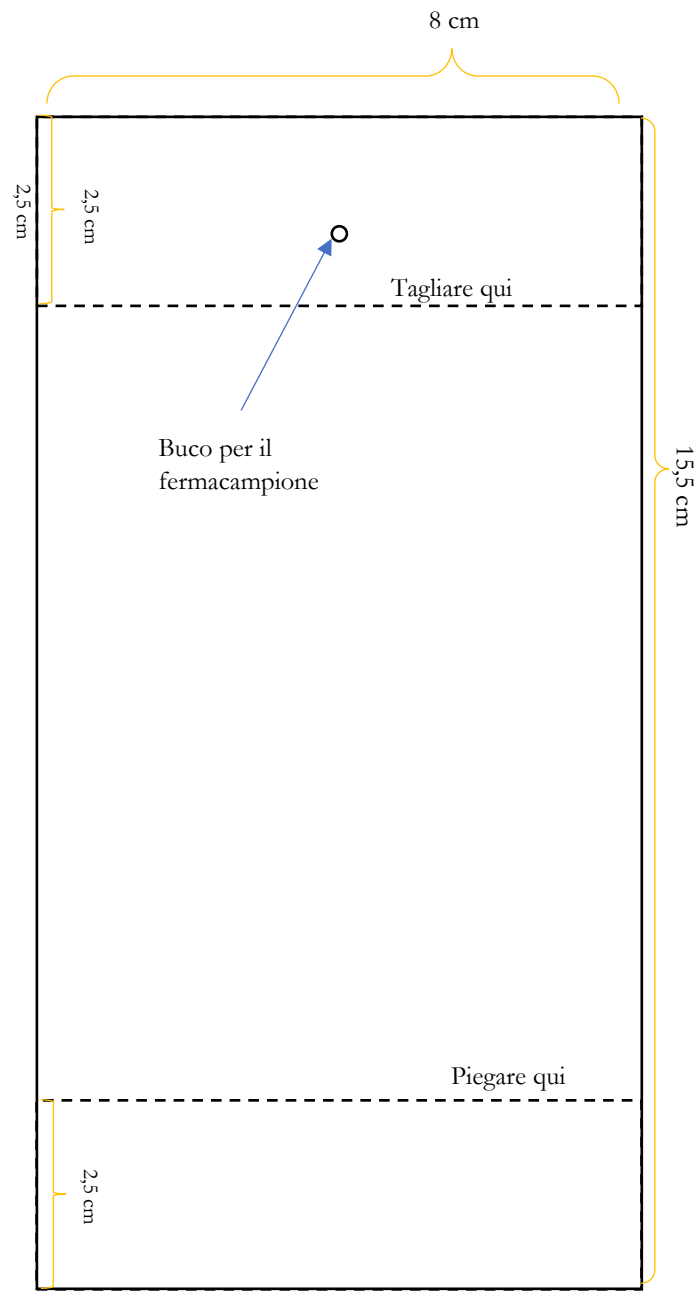 8 cm
2,5 cm
2,5 cm
Tagliare qui
Buco per il
fermacampione
15,5 cm
Piegare qui
2,5 cm